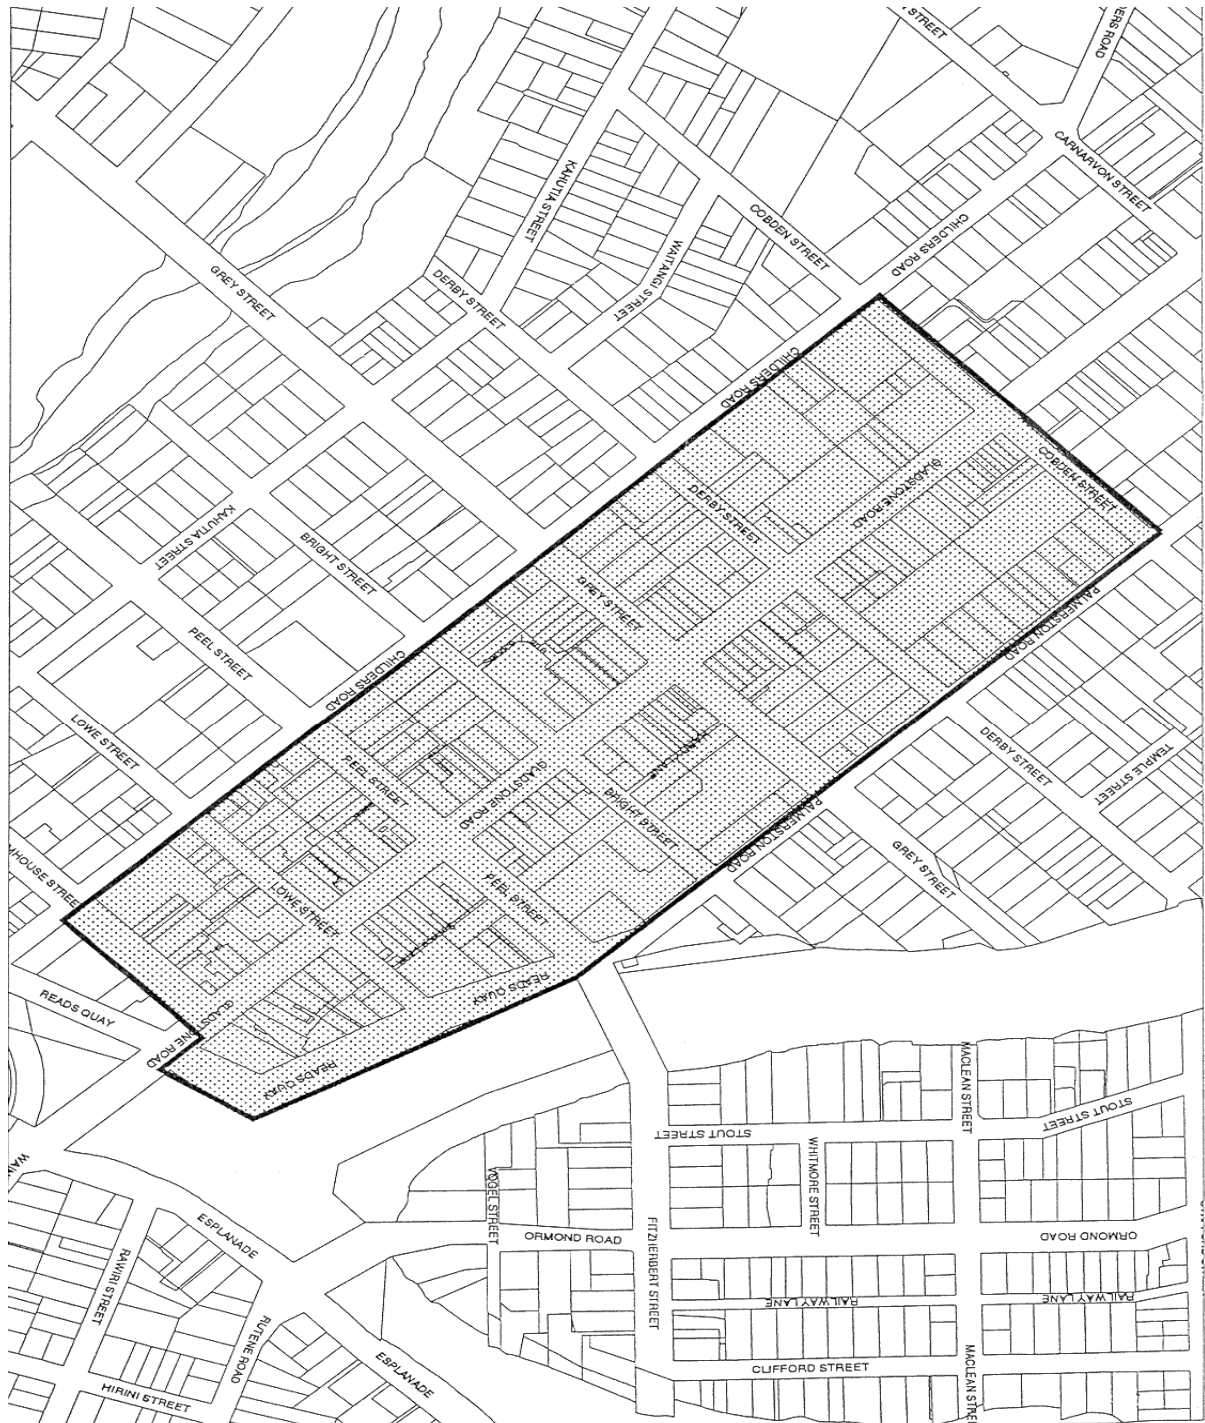 STREET
ERS ROAD
CARNARVON STREET
KAHUTIA STREET
COBDEN STREET
CHILDERS ROAD
WAITANGI STREET
GREY STREET
DERBY STREET
CHILDERS ROAD
COBDEN STREET
GLADSTONE ROAD
DERBY STREET
KAHUTIA STREET
BRIGHT STREET
GREY STREET
PALMERSTON ROAD
PEEL STREET
CHILDERS ROAD
LOWE STREET
PEEL STREET
GLADSTONE ROAD
BRIGHT STREET
DERBY STREET
TEMPLE STREET
PALMERSTON ROAD
GREY STREET
MHOUSE STREET
LOWE STREET
PEEL STREET
READS QUAY
READS QUAY
GLADSTONE ROAD
READS QUAY
MACLEAN STREET
STOUT STREET
STOUT STREET
WHITMORE STREET
VOGEL STREET
ESPLANADE
ORMOND ROAD
FITZHERBERT STREET
ORMOND ROAD
RAWIRI STREET
RAILWAY LANE
RAILWAY LANE
RUTENE ROAD
ESPLANADE
CLIFFORD STREET
MACLEAN STREE
HIRINI STREET